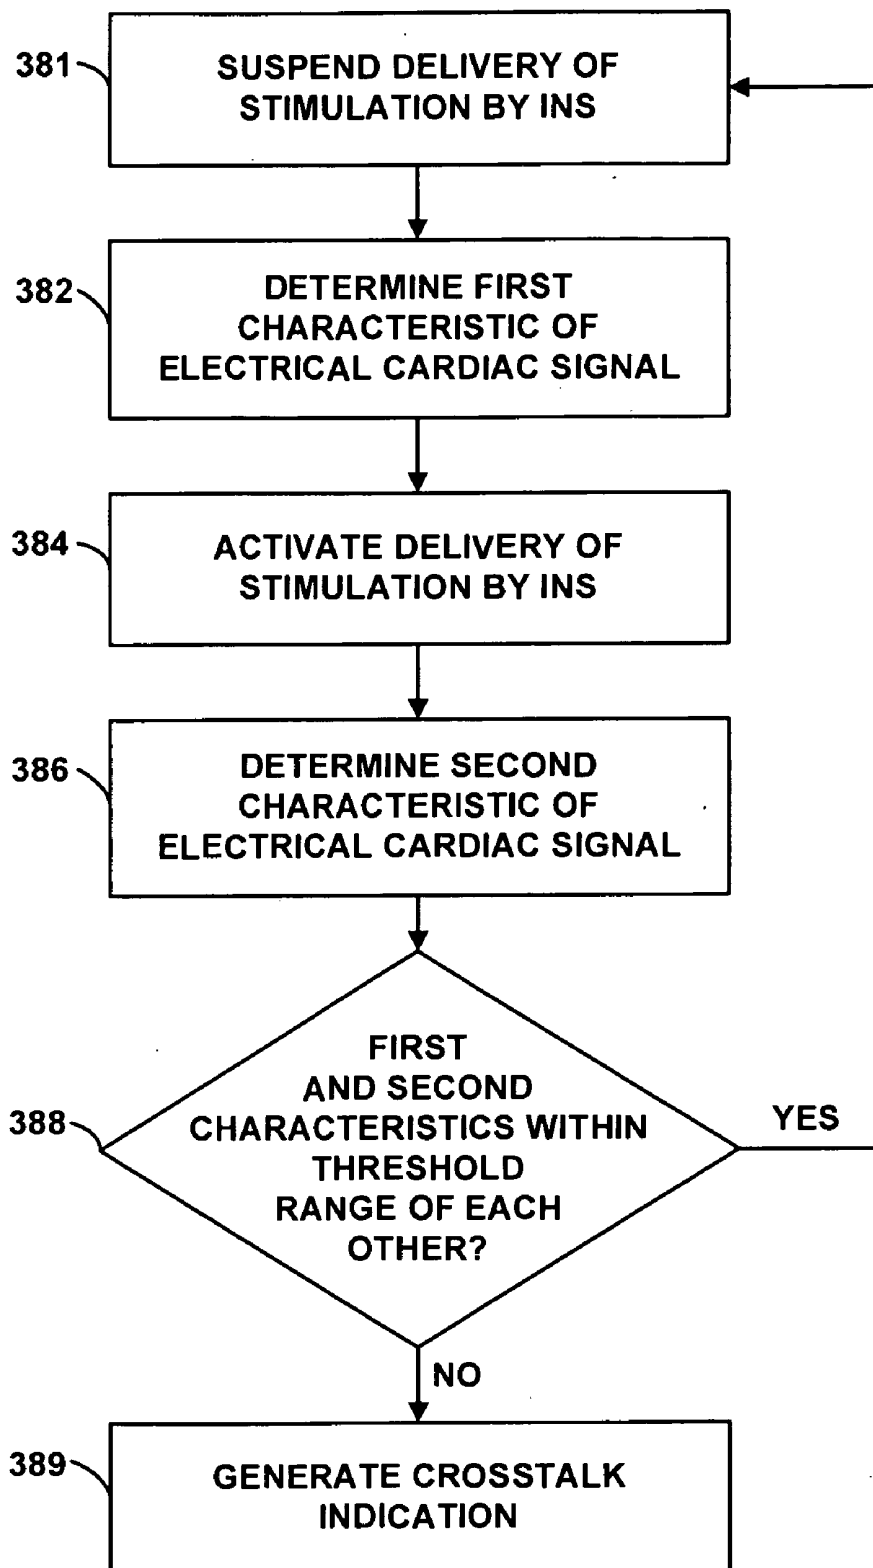 381
SUSPEND DELIVERY OF
STIMULATION BY INS
382
DETERMINE FIRST
CHARACTERISTIC OF
ELECTRICAL CARDIAC SIGNAL
384
ACTIVATE DELIVERY OF
STIMULATION BY INS
386
DETERMINE SECOND
CHARACTERISTIC OF
ELECTRICAL CARDIAC SIGNAL
388
FIRST
AND SECOND
CHARACTERISTICS WITHIN
THRESHOLD
RANGE OF EACH
OTHER?
YES
NO
389
GENERATE CROSSTALK
INDICATION